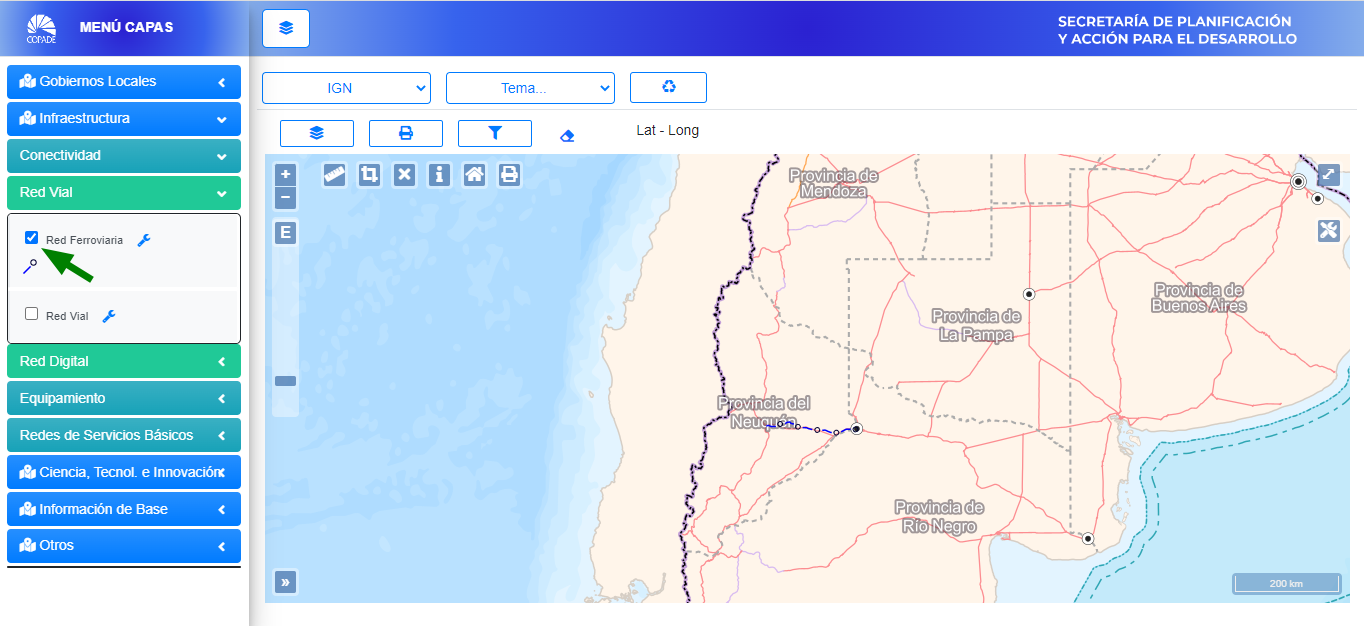 COPADE
MENÚ CAPAS
SECRETARÍA DE PLANIFICACIÓN
Y ACCIÓN PARA EL DESARROLLO
Gobiernos Locales
Infraestructura
Conectividad
Red Vial
Red Ferroviaria
Red Vial
Red Digital
Equipamiento
Redes de Servicios Básicos
Ciencia, Tecnol. e Innovación
Información de Base
Otros
IGN
Tema...
Lat - Long
+
−
E
i
»
Provincia de
Mendoza
Provincia de
La Pampa
Provincia de
Buenos Aires
Provincia del
Neuquén
Provincia de
Río Negro
200 km